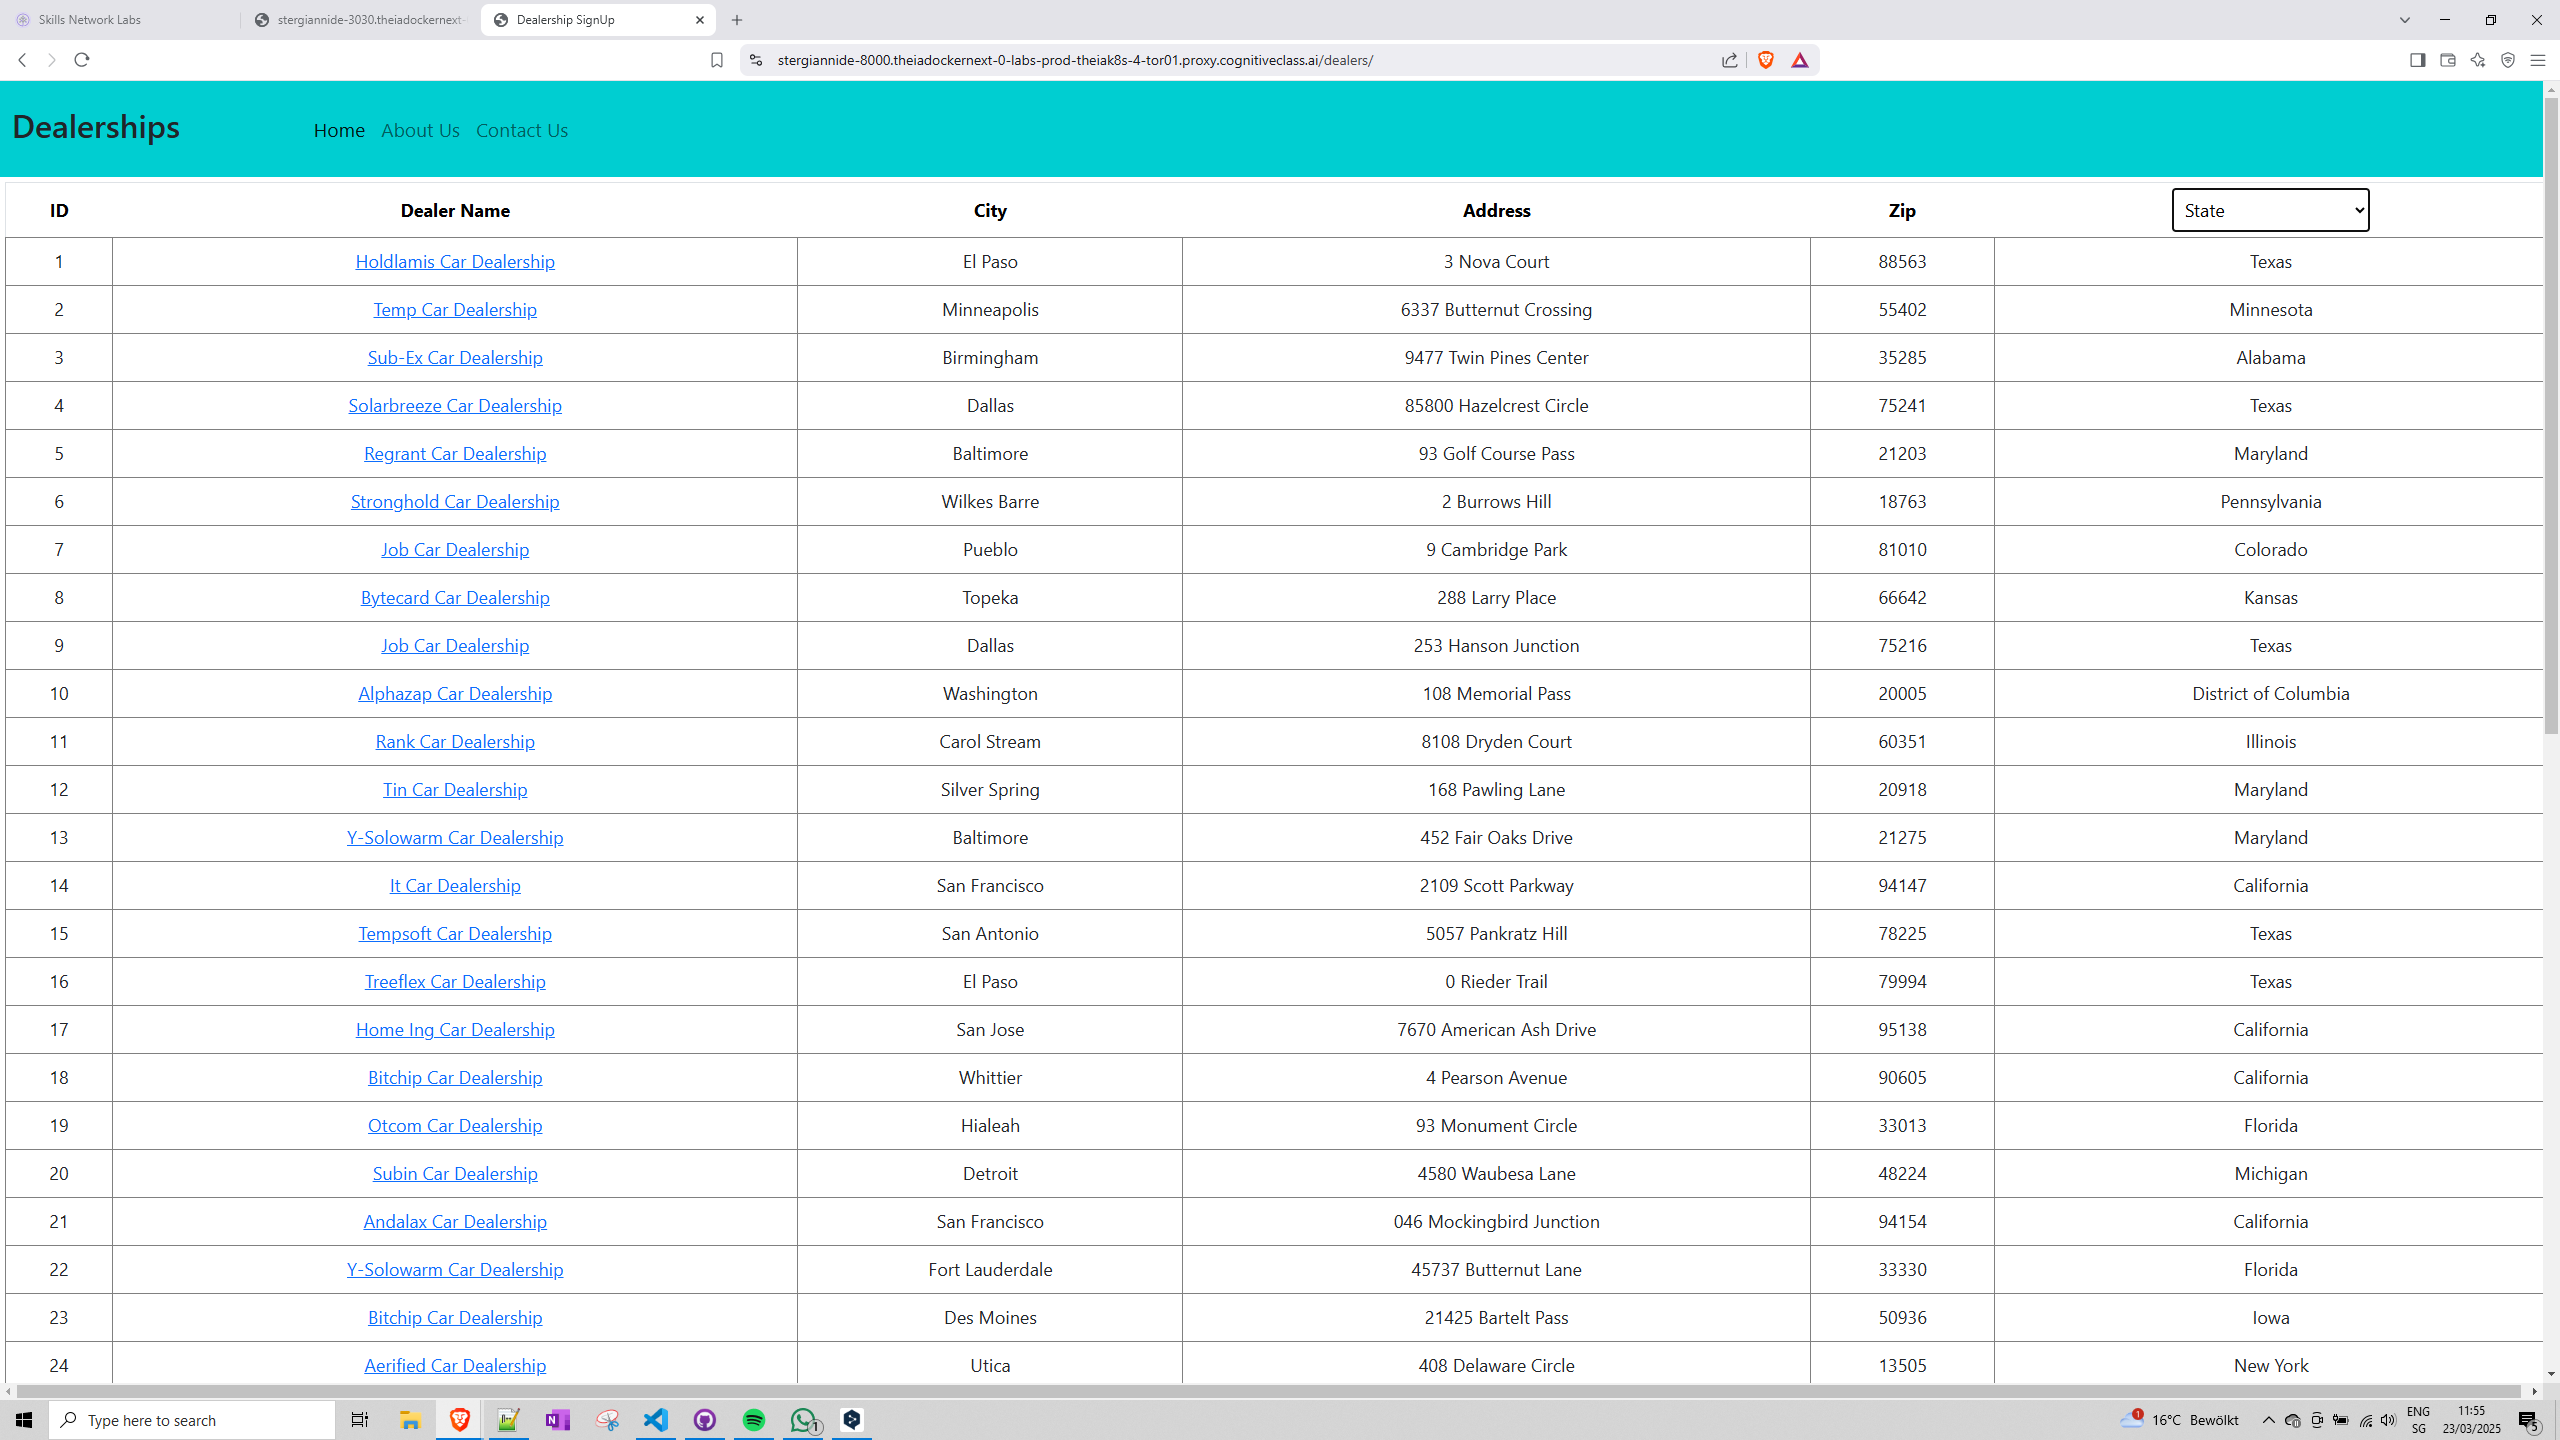 Skills Network Labs
stergiannide-3030.theiadockernext-
Dealership SignUp
stergiannide-8000.theiadockernext-0-labs-prod-theiak8s-4-tor01.proxy.cognitiveclass.ai/dealers/
Dealerships Home About Us Contact Us
ID Dealer Name City Address Zip State
1 Holdlamis Car Dealership El Paso 3 Nova Court 88563 Texas
2 Temp Car Dealership Minneapolis 6337 Butternut Crossing 55402 Minnesota
3 Sub-Ex Car Dealership Birmingham 9477 Twin Pines Center 35285 Alabama
4 Solarbreeze Car Dealership Dallas 85800 Hazelcrest Circle 75241 Texas
5 Regrant Car Dealership Baltimore 93 Golf Course Pass 21203 Maryland
6 Stronghold Car Dealership Wilkes Barre 2 Burrows Hill 18763 Pennsylvania
7 Job Car Dealership Pueblo 9 Cambridge Park 81010 Colorado
8 Bytecard Car Dealership Topeka 288 Larry Place 66642 Kansas
9 Job Car Dealership Dallas 253 Hanson Junction 75216 Texas
10 Alphazap Car Dealership Washington 108 Memorial Pass 20005 District of Columbia
11 Rank Car Dealership Carol Stream 8108 Dryden Court 60351 Illinois
12 Tin Car Dealership Silver Spring 168 Pawling Lane 20918 Maryland
13 Y-Solowarm Car Dealership Baltimore 452 Fair Oaks Drive 21275 Maryland
14 It Car Dealership San Francisco 2109 Scott Parkway 94147 California
15 Tempsoft Car Dealership San Antonio 5057 Pankratz Hill 78225 Texas
16 Treeflex Car Dealership El Paso 0 Rieder Trail 79994 Texas
17 Home Ing Car Dealership San Jose 7670 American Ash Drive 95138 California
18 Bitchip Car Dealership Whittier 4 Pearson Avenue 90605 California
19 Otcom Car Dealership Hialeah 93 Monument Circle 33013 Florida
20 Subin Car Dealership Detroit 4580 Waubesa Lane 48224 Michigan
21 Andalax Car Dealership San Francisco 046 Mockingbird Junction 94154 California
22 Y-Solowarm Car Dealership Fort Lauderdale 45737 Butternut Lane 33330 Florida
23 Bitchip Car Dealership Des Moines 21425 Bartelt Pass 50936 Iowa
24 Aerified Car Dealership Utica 408 Delaware Circle 13505 New York
Type here to search
1
1
16°C Bewölkt
ENG
SG
11:55
23/03/2025
5